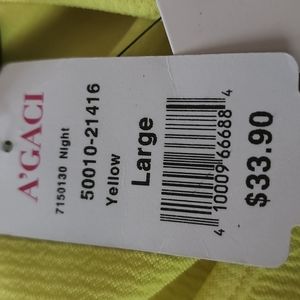 A'GACI
7150130 Night
50010-21416
Yellow
Large
4 10009 66688 4
$33.90